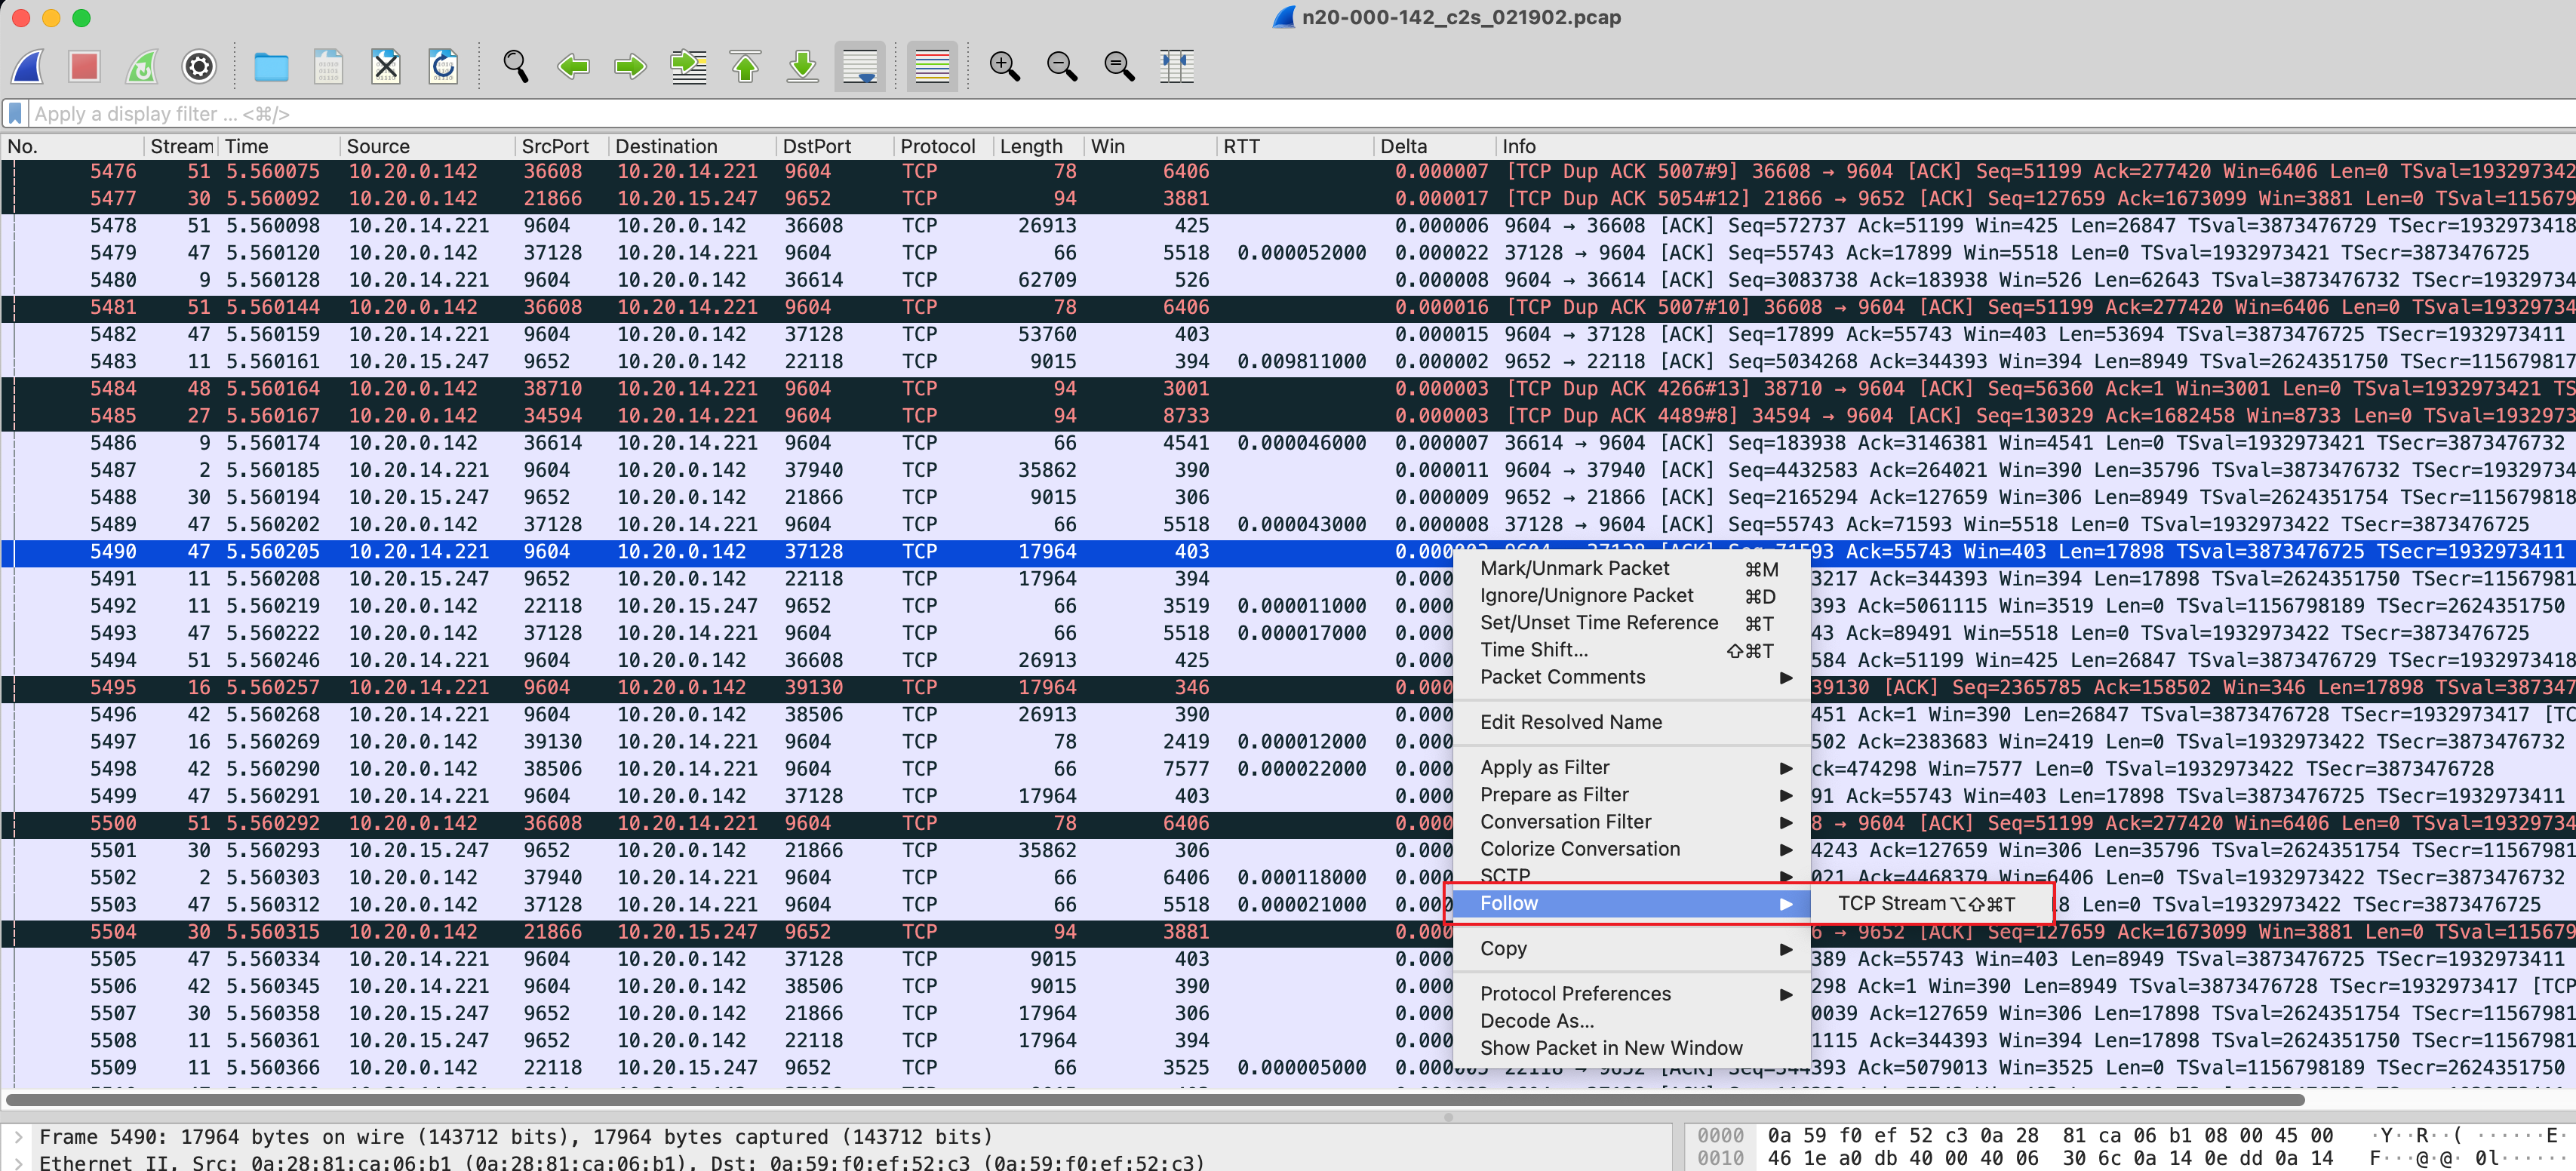 n20-000-142_c2s_021902.pcap
Apply a display filter ... <⌘/>
No. Stream Time Source SrcPort Destination DstPort Protocol Length Win RTT Delta Info
5476 51 5.560075 10.20.0.142 36608 10.20.14.221 9604 TCP 78 6406 0.000007 [TCP Dup ACK 5007#9] 36608 → 9604 [ACK] Seq=51199 Ack=277420 Win=6406 Len=0 TSval=193297342
5477 30 5.560092 10.20.0.142 21866 10.20.15.247 9652 TCP 94 3881 0.000017 [TCP Dup ACK 5054#12] 21866 → 9652 [ACK] Seq=127659 Ack=1673099 Win=3881 Len=0 TSval=115679
5478 51 5.560098 10.20.14.221 9604 10.20.0.142 36608 TCP 26913 425 0.000006 9604 → 36608 [ACK] Seq=572737 Ack=51199 Win=425 Len=26847 TSval=3873476729 TSecr=1932973418
5479 47 5.560120 10.20.0.142 37128 10.20.14.221 9604 TCP 66 5518 0.000052000 0.000022 37128 → 9604 [ACK] Seq=55743 Ack=17899 Win=5518 Len=0 TSval=1932973421 TSecr=3873476725
5480 9 5.560128 10.20.14.221 9604 10.20.0.142 36614 TCP 62709 526 0.000008 9604 → 36614 [ACK] Seq=3083738 Ack=183938 Win=526 Len=62643 TSval=3873476732 TSecr=19329734
5481 51 5.560144 10.20.0.142 36608 10.20.14.221 9604 TCP 78 6406 0.000016 [TCP Dup ACK 5007#10] 36608 → 9604 [ACK] Seq=51199 Ack=277420 Win=6406 Len=0 TSval=19329734
5482 47 5.560159 10.20.14.221 9604 10.20.0.142 37128 TCP 53760 403 0.000015 9604 → 37128 [ACK] Seq=17899 Ack=55743 Win=403 Len=53694 TSval=3873476725 TSecr=1932973411
5483 11 5.560161 10.20.15.247 9652 10.20.0.142 22118 TCP 9015 394 0.009811000 0.000002 9652 → 22118 [ACK] Seq=5034268 Ack=344393 Win=394 Len=8949 TSval=2624351750 TSecr=115679817
5484 48 5.560164 10.20.0.142 38710 10.20.14.221 9604 TCP 94 3001 0.000003 [TCP Dup ACK 4266#13] 38710 → 9604 [ACK] Seq=56360 Ack=1 Win=3001 Len=0 TSval=1932973421 TS
5485 27 5.560167 10.20.0.142 34594 10.20.14.221 9604 TCP 94 8733 0.000003 [TCP Dup ACK 4489#8] 34594 → 9604 [ACK] Seq=130329 Ack=1682458 Win=8733 Len=0 TSval=1932973
5486 9 5.560174 10.20.0.142 36614 10.20.14.221 9604 TCP 66 4541 0.000046000 0.000007 36614 → 9604 [ACK] Seq=183938 Ack=3146381 Win=4541 Len=0 TSval=1932973421 TSecr=3873476732
5487 2 5.560185 10.20.14.221 9604 10.20.0.142 37940 TCP 35862 390 0.000011 9604 → 37940 [ACK] Seq=4432583 Ack=264021 Win=390 Len=35796 TSval=3873476732 TSecr=19329734
5488 30 5.560194 10.20.15.247 9652 10.20.0.142 21866 TCP 9015 306 0.000009 9652 → 21866 [ACK] Seq=2165294 Ack=127659 Win=306 Len=8949 TSval=2624351754 TSecr=115679818
5489 47 5.560202 10.20.0.142 37128 10.20.14.221 9604 TCP 66 5518 0.000043000 0.000008 37128 → 9604 [ACK] Seq=55743 Ack=71593 Win=5518 Len=0 TSval=1932973422 TSecr=3873476725
5490 47 5.560205 10.20.14.221 9604 10.20.0.142 37128 TCP 17964 403 Ack=55743 Win=403 Len=17898 TSval=3873476725 TSecr=1932973411
Mark/Unmark Packet ⌘M
5491 11 5.560208 10.20.15.247 9652 10.20.0.142 22118 TCP 17964 394 0.000 3217 Ack=344393 Win=394 Len=17898 TSval=2624351750 TSecr=11567981
Ignore/Unignore Packet ⌘D
5492 11 5.560219 10.20.0.142 22118 10.20.15.247 9652 TCP 66 3519 0.000011000 0.000 393 Ack=5061115 Win=3519 Len=0 TSval=1156798189 TSecr=2624351750
Set/Unset Time Reference ⌘T
5493 47 5.560222 10.20.0.142 37128 10.20.14.221 9604 TCP 66 5518 0.000017000 0.000 43 Ack=89491 Win=5518 Len=0 TSval=1932973422 TSecr=3873476725
Time Shift... ⇧⌘T
5494 51 5.560246 10.20.14.221 9604 10.20.0.142 36608 TCP 26913 425 0.000 584 Ack=51199 Win=425 Len=26847 TSval=3873476729 TSecr=1932973418
Packet Comments ▶
5495 16 5.560257 10.20.14.221 9604 10.20.0.142 39130 TCP 17964 346 0.000 39130 [ACK] Seq=2365785 Ack=158502 Win=346 Len=17898 TSval=387347
5496 42 5.560268 10.20.14.221 9604 10.20.0.142 38506 TCP 26913 390 0.000 451 Ack=1 Win=390 Len=26847 TSval=3873476728 TSecr=1932973417 [TC
Edit Resolved Name
5497 16 5.560269 10.20.0.142 39130 10.20.14.221 9604 TCP 78 2419 0.000012000 0.000 502 Ack=2383683 Win=2419 Len=0 TSval=1932973422 TSecr=3873476732
5498 42 5.560290 10.20.0.142 38506 10.20.14.221 9604 TCP 66 7577 0.000022000 0.000 ck=474298 Win=7577 Len=0 TSval=1932973422 TSecr=3873476728
Apply as Filter ▶
5499 47 5.560291 10.20.14.221 9604 10.20.0.142 37128 TCP 17964 403 0.000 91 Ack=55743 Win=403 Len=17898 TSval=3873476725 TSecr=1932973411
Prepare as Filter ▶
5500 51 5.560292 10.20.0.142 36608 10.20.14.221 9604 TCP 78 6406 0.000 8 → 9604 [ACK] Seq=51199 Ack=277420 Win=6406 Len=0 TSval=19329734
Conversation Filter ▶
5501 30 5.560293 10.20.15.247 9652 10.20.0.142 21866 TCP 35862 306 0.000 4243 Ack=127659 Win=306 Len=35796 TSval=2624351754 TSecr=11567981
Colorize Conversation ▶
5502 2 5.560303 10.20.0.142 37940 10.20.14.221 9604 TCP 66 6406 0.000118000 0.000 021 Ack=4468379 Win=6406 Len=0 TSval=1932973422 TSecr=3873476732
SCTP ▶
5503 47 5.560312 10.20.0.142 37128 10.20.14.221 9604 TCP 66 5518 0.000021000 0.000 18 Len=0 TSval=1932973422 TSecr=3873476725
Follow ▶ TCP Stream ⌥⇧⌘T
5504 30 5.560315 10.20.0.142 21866 10.20.15.247 9652 TCP 94 3881 0.000 6 → 9652 [ACK] Seq=127659 Ack=1673099 Win=3881 Len=0 TSval=115679
Copy ▶
5505 47 5.560334 10.20.14.221 9604 10.20.0.142 37128 TCP 9015 403 0.000 389 Ack=55743 Win=403 Len=8949 TSval=3873476725 TSecr=1932973411
5506 42 5.560345 10.20.14.221 9604 10.20.0.142 38506 TCP 9015 390 0.000 298 Ack=1 Win=390 Len=8949 TSval=3873476728 TSecr=1932973417 [TCP
Protocol Preferences ▶
5507 30 5.560358 10.20.15.247 9652 10.20.0.142 21866 TCP 17964 306 0.000 0039 Ack=127659 Win=306 Len=17898 TSval=2624351754 TSecr=11567981
Decode As...
5508 11 5.560361 10.20.15.247 9652 10.20.0.142 22118 TCP 17964 394 0.000 1115 Ack=344393 Win=394 Len=17898 TSval=2624351750 TSecr=11567981
Show Packet in New Window
5509 11 5.560366 10.20.0.142 22118 10.20.15.247 9652 TCP 66 3525 0.000005000 Ack=5079013 Win=3525 Len=0 TSval=1156798189 TSecr=2624351750
Frame 5490: 17964 bytes on wire (143712 bits), 17964 bytes captured (143712 bits)
Ethernet II, Src: 0a:28:81:ca:06:b1 (0a:28:81:ca:06:b1), Dst: 0a:59:f0:ef:52:c3 (0a:59:f0:ef:52:c3)
0000 0a 59 f0 ef 52 c3 0a 28 81 ca 06 b1 08 00 45 00 ·Y··R··( ······E·
0010 46 1e a0 db 40 00 40 06 30 6c 0a 14 0e dd 0a 14 F···@·@· 0l······